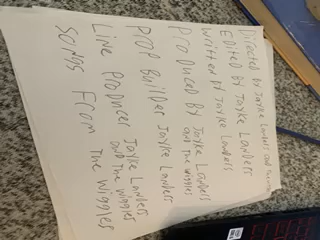 Directed By Jayke Landers and
Edited By Jayke Landers
Written By Jayke Landers
Produced By Jayke Landers
and the wiggles
Prop Builder Jayke Landers
Line Producer Jayke Landers
and the wiggles
Songs From The Wiggles